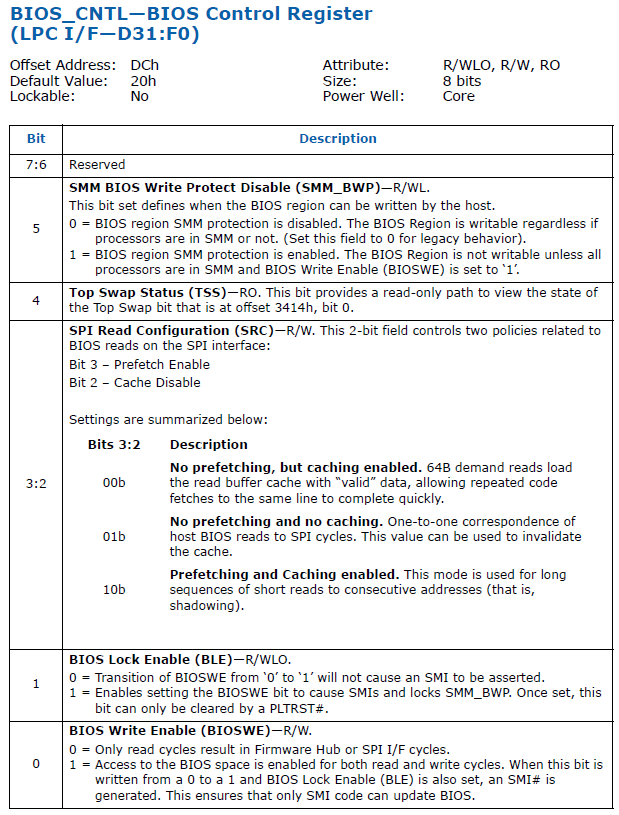 BIOS_CNTL—BIOS Control Register
(LPC I/F—D31:F0)
Offset Address: DCh Attribute: R/WLO, R/W, RO
Default Value: 20h Size: 8 bits
Lockable: No Power Well: Core
Bit Description
7:6 Reserved
SMM BIOS Write Protect Disable (SMM_BWP)—R/WL.
This bit set defines when the BIOS region can be written by the host.
5
0 = BIOS region SMM protection is disabled. The BIOS Region is writable regardless if
processors are in SMM or not. (Set this field to 0 for legacy behavior).
1 = BIOS region SMM protection is enabled. The BIOS Region is not writable unless all
processors are in SMM and BIOS Write Enable (BIOSWE) is set to ‘1’.
4
Top Swap Status (TSS)—RO. This bit provides a read-only path to view the state of
the Top Swap bit that is at offset 3414h, bit 0.
3:2
SPI Read Configuration (SRC)—R/W. This 2-bit field controls two policies related to
BIOS reads on the SPI interface:
Bit 3 – Prefetch Enable
Bit 2 – Cache Disable
Settings are summarized below:
Bits 3:2 Description
00b
No prefetching, but caching enabled. 64B demand reads load
the read buffer cache with “valid” data, allowing repeated code
fetches to the same line to complete quickly.
01b
No prefetching and no caching. One-to-one correspondence of
host BIOS reads to SPI cycles. This value can be used to invalidate
the cache.
10b
Prefetching and Caching enabled. This mode is used for long
sequences of short reads to consecutive addresses (that is,
shadowing).
1
BIOS Lock Enable (BLE)—R/WLO.
0 = Transition of BIOSWE from ‘0’ to ‘1’ will not cause an SMI to be asserted.
1 = Enables setting the BIOSWE bit to cause SMIs and locks SMM_BWP. Once set, this
bit can only be cleared by a PLTRST#.
0
BIOS Write Enable (BIOSWE)—R/W.
0 = Only read cycles result in Firmware Hub or SPI I/F cycles.
1 = Access to the BIOS space is enabled for both read and write cycles. When this bit is
written from a 0 to a 1 and BIOS Lock Enable (BLE) is also set, an SMI# is
generated. This ensures that only SMI code can update BIOS.